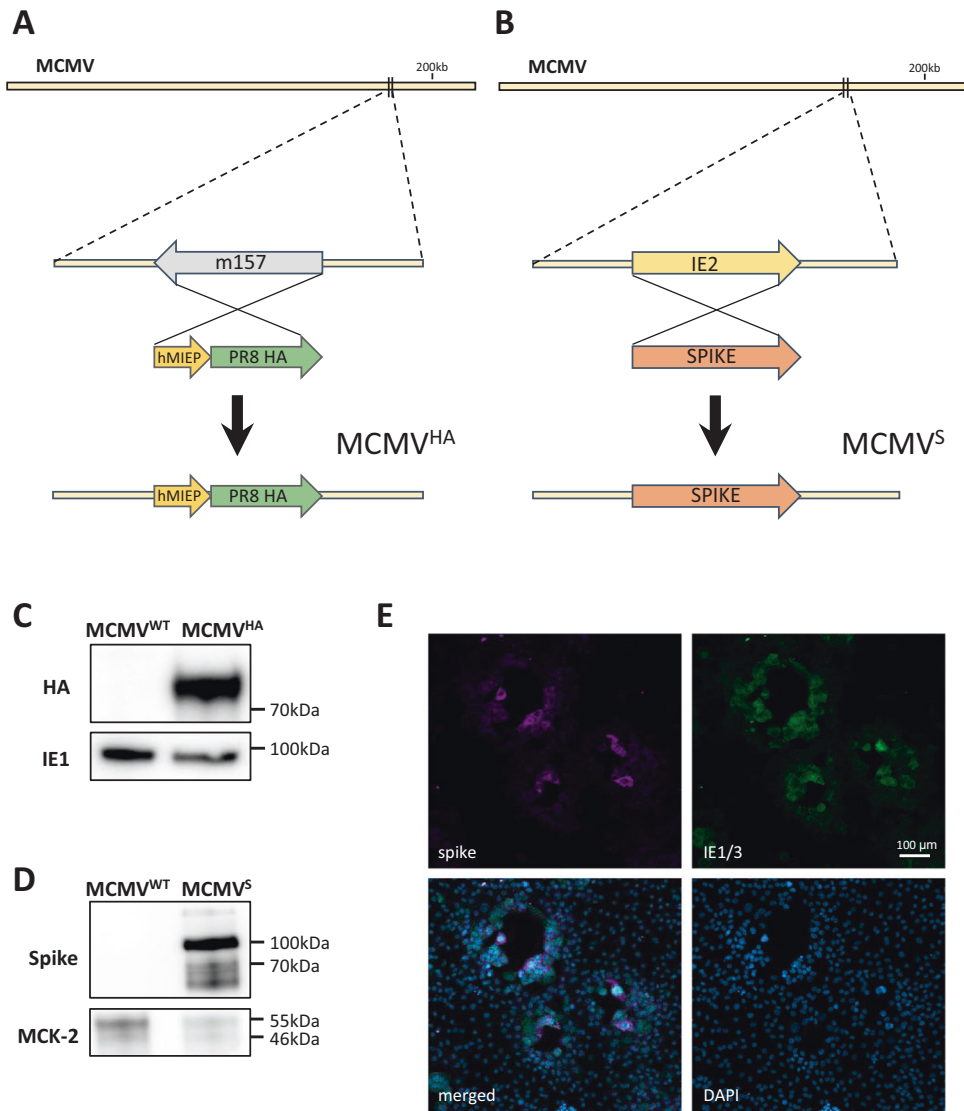 A
MCMV
200kb
m157
hMIEP
PR8 HA
MCMV^HA
hMIEP
PR8 HA
B
MCMV
200kb
IE2
SPIKE
MCMV^S
SPIKE
C
MCMV^WT MCMV^HA
HA
70kDa
IE1
100kDa
D
MCMV^WT MCMV^S
Spike
100kDa
70kDa
MCK-2
55kDa
46kDa
E
spike
IE1/3
100 µm
merged
DAPI